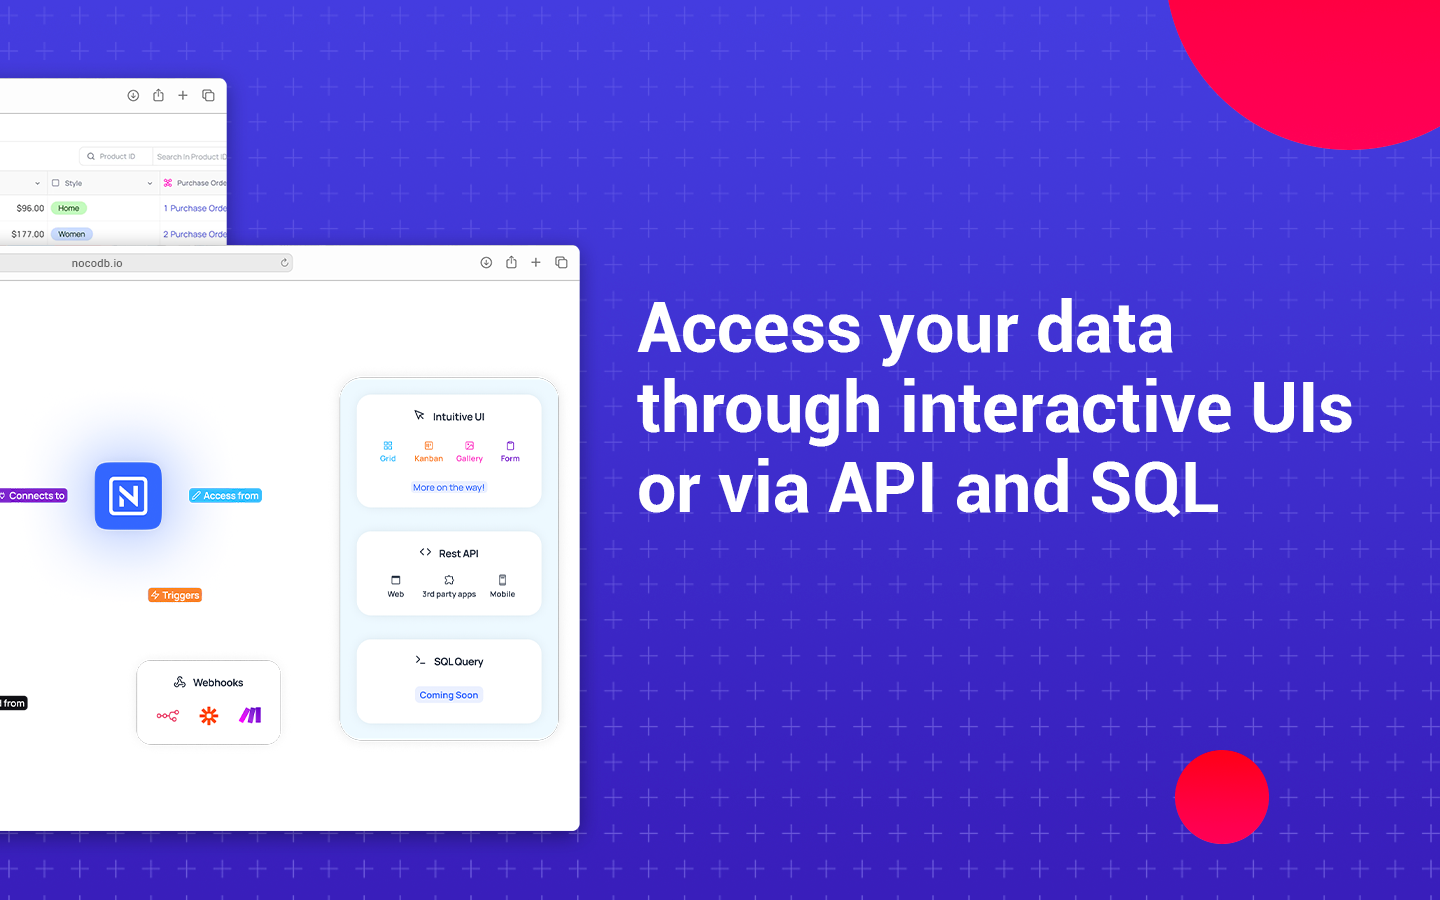 Product ID
Search In Product ID
Style
Purchase Orde
$96.00
Home
1 Purchase Orde
$177.00
Women
2 Purchase Orde
nocodb.io
Access your data
through interactive UIs
or via API and SQL
Intuitive UI
Grid
Kanban
Gallery
Form
More on the way!
Connects to
N
Access from
Rest API
Web
3rd party apps
Mobile
Triggers
SQL Query
Coming Soon
Webhooks
from